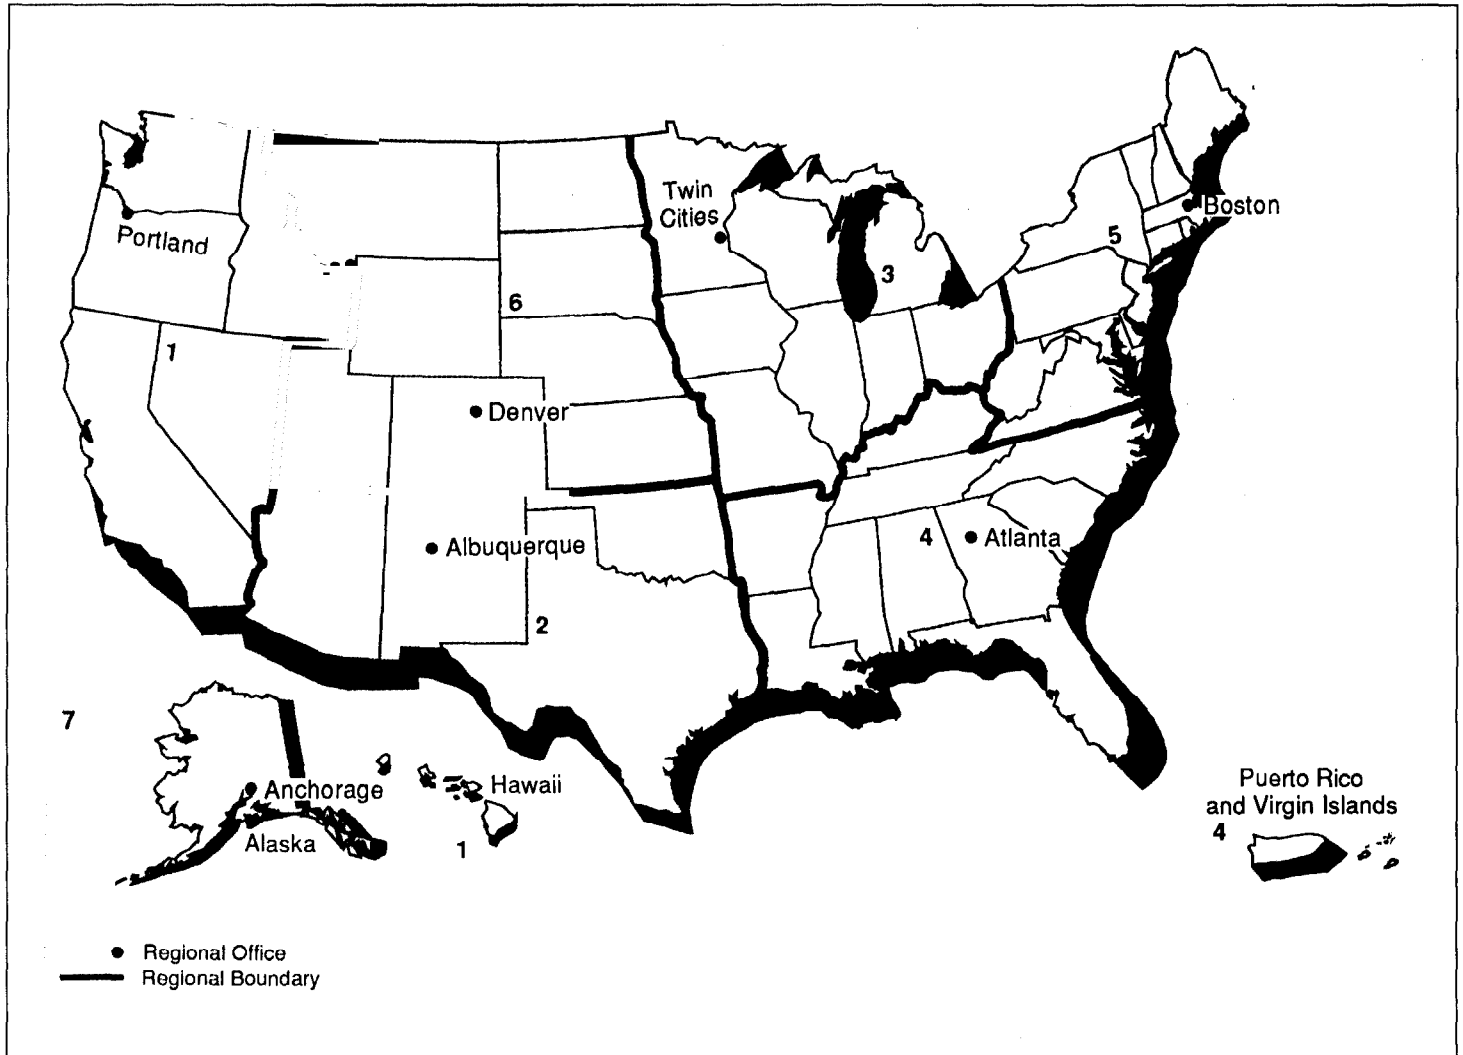 Twin
Cities
Boston
Portland
5
3
6
1
Denver
4
Atlanta
Albuquerque
2
7
Anchorage
Hawaii
Alaska
1
Puerto Rico
and Virgin Islands
4
Regional Office
Regional Boundary